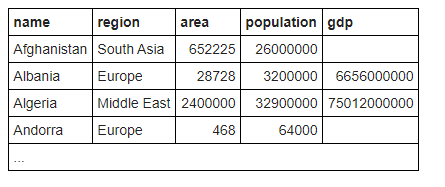 name region area population gdp
Afghanistan South Asia 652225 26000000
Albania Europe 28728 3200000 6656000000
Algeria Middle East 2400000 32900000 75012000000
Andorra Europe 468 64000
...